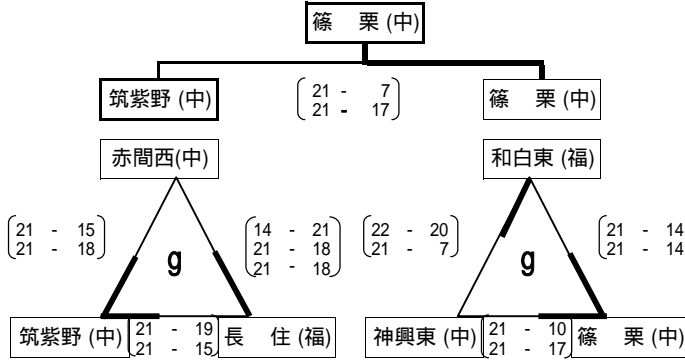 篠 栗 (中)
筑紫野 (中)
21 - 7
21 - 17
篠 栗 (中)
赤間西(中)
和白東 (福)
21 - 15
21 - 18
14 - 21
21 - 18
21 - 18
22 - 20
21 - 7
21 - 14
21 - 14
g
g
筑紫野 (中)
21 - 19
21 - 15
長 住 (福)
神興東 (中)
21 - 10
21 - 17
篠 栗 (中)